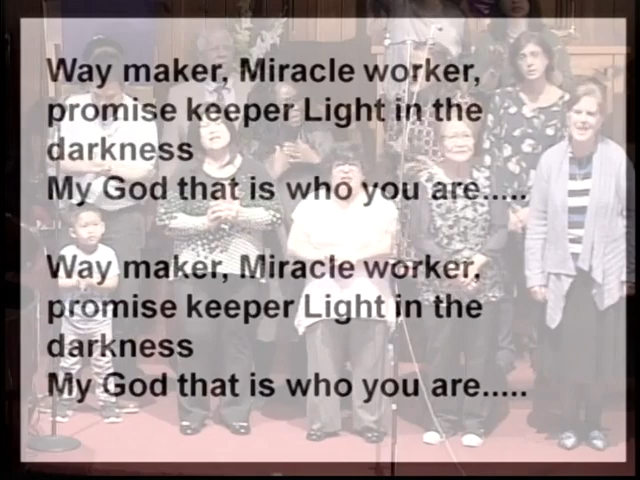 Way maker, Miracle worker,
promise keeper Light in the
darkness
My God that is who you are.....
Way maker, Miracle worker,
promise keeper Light in the
darkness
My God that is who you are.....